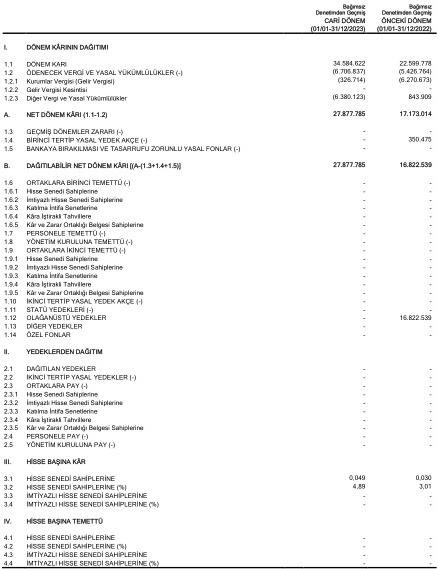 Bağımsız Bağımsız
Denetimden Geçmiş Denetimden Geçmiş
CARİ DÖNEM ÖNCEKİ DÖNEM
(01/01-31/12/2023) (01/01-31/12/2022)
I. DÖNEM KÂRININ DAĞITIMI
1.1 DÖNEM KARI 34.584.622 22.599.778
1.2 ÖDENECEK VERGİ VE YASAL YÜKÜMLÜLÜKLER (-) (6.706.837) (5.426.764)
1.2.1 Kurumlar Vergisi (Gelir Vergisi) (326.714) (6.270.673)
1.2.2 Gelir Vergisi Kesintisi - -
1.2.3 Diğer Vergi ve Yasal Yükümlülükler (6.380.123) 843.909
A. NET DÖNEM KÂRI (1.1-1.2) 27.877.785 17.173.014
1.3 GEÇMİŞ DÖNEMLER ZARARI (-) - -
1.4 BİRİNCİ TERTİP YASAL YEDEK AKÇE (-) - 350.475
1.5 BANKAYA BIRAKILMASI VE TASARRUFU ZORUNLU YASAL FONLAR (-) - -
B. DAĞITILABİLİR NET DÖNEM KÂRI [(A-(1.3+1.4+1.5)] 27.877.785 16.822.539
1.6 ORTAKLARA BİRİNCİ TEMETTÜ (-) - -
1.6.1 Hisse Senedi Sahiplerine - -
1.6.2 İmtiyazlı Hisse Senedi Sahiplerine - -
1.6.3 Katılma İntifa Senetlerine - -
1.6.4 Kâra İştirakli Tahvillere - -
1.6.5 Kâr ve Zarar Ortaklığı Belgesi Sahiplerine - -
1.7 PERSONELE TEMETTÜ (-) - -
1.8 YÖNETİM KURULUNA TEMETTÜ (-) - -
1.9 ORTAKLARA İKİNCİ TEMETTÜ (-) - -
1.9.1 Hisse Senedi Sahiplerine - -
1.9.2 İmtiyazlı Hisse Senedi Sahiplerine - -
1.9.3 Katılma İntifa Senetlerine - -
1.9.4 Kâra İştirakli Tahvillere - -
1.9.5 Kâr ve Zarar Ortaklığı Belgesi Sahiplerine - -
1.10 İKİNCİ TERTİP YASAL YEDEK AKÇE (-) - -
1.11 STATÜ YEDEKLERİ (-) - -
1.12 OLAĞANÜSTÜ YEDEKLER - 16.822.539
1.13 DİĞER YEDEKLER - -
1.14 ÖZEL FONLAR - -
II. YEDEKLERDEN DAĞITIM
2.1 DAĞITILAN YEDEKLER - -
2.2 İKİNCİ TERTİP YASAL YEDEKLER (-) - -
2.3 ORTAKLARA PAY (-) - -
2.3.1 Hisse Senedi Sahiplerine - -
2.3.2 İmtiyazlı Hisse Senedi Sahiplerine - -
2.3.3 Katılma İntifa Senetlerine - -
2.3.4 Kâra İştirakli Tahvillere - -
2.3.5 Kâr ve Zarar Ortaklığı Belgesi Sahiplerine - -
2.4 PERSONELE PAY (-) - -
2.5 YÖNETİM KURULUNA PAY (-) - -
III. HİSSE BAŞINA KÂR
3.1 HİSSE SENEDİ SAHİPLERİNE 0,049 0,030
3.2 HİSSE SENEDİ SAHİPLERİNE (%) 4,89 3,01
3.3 İMTİYAZLI HİSSE SENEDİ SAHİPLERİNE - -
3.4 İMTİYAZLI HİSSE SENEDİ SAHİPLERİNE (%) - -
IV. HİSSE BAŞINA TEMETTÜ
4.1 HİSSE SENEDİ SAHİPLERİNE - -
4.2 HİSSE SENEDİ SAHİPLERİNE (%) - -
4.3 İMTİYAZLI HİSSE SENEDİ SAHİPLERİNE - -
4.4 İMTİYAZLI HİSSE SENEDİ SAHİPLERİNE (%) - -